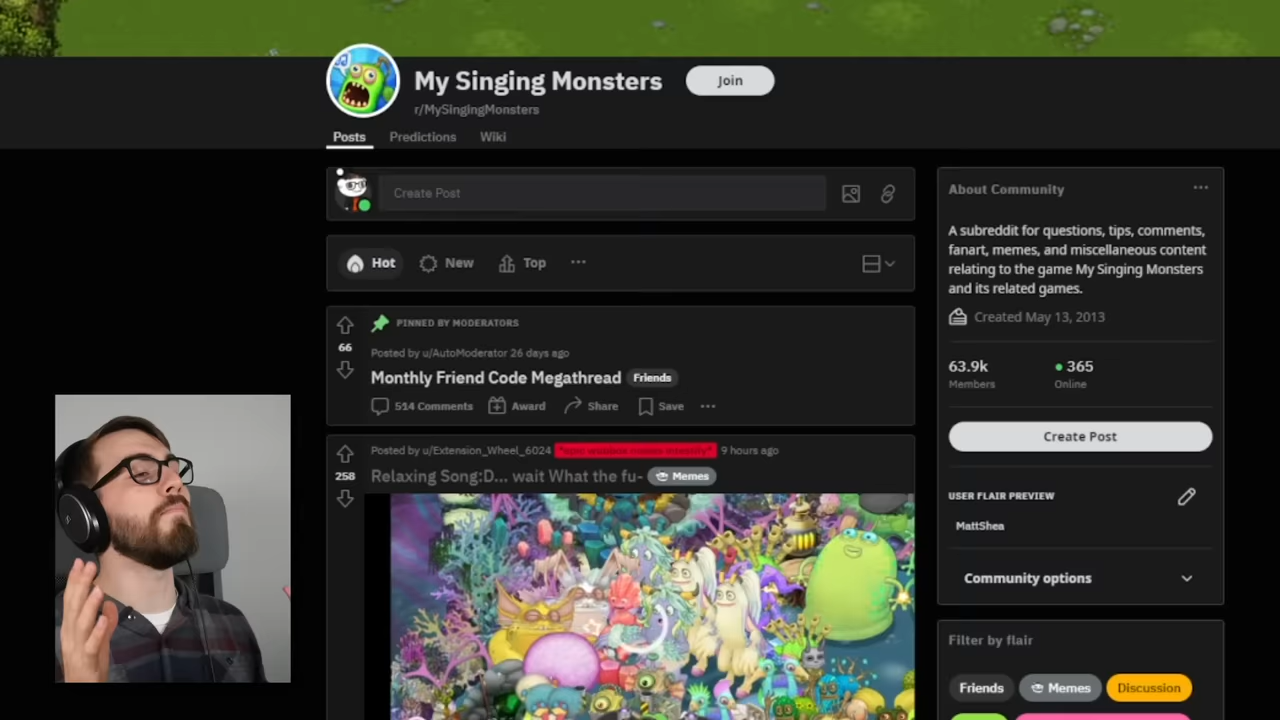 My Singing Monsters
Join
r/MySingingMonsters
Posts Predictions Wiki
Create Post
Hot New Top
PINNED BY MODERATORS
66
Posted by u/AutoModerator 26 days ago
Monthly Friend Code Megathread Friends
514 Comments Award Share Save
Posted by u/Extension_Wheel_6024 9 hours ago
258
Relaxing Song:D... wait What the fu- Memes
About Community
A subreddit for questions, tips, comments,
fanart, memes, and miscellaneous content
relating to the game My Singing Monsters
and its related games.
Created May 13, 2013
63.9k 365
Members Online
Create Post
USER FLAIR PREVIEW
MattShea
Community options
Filter by flair
Friends Memes Discussion